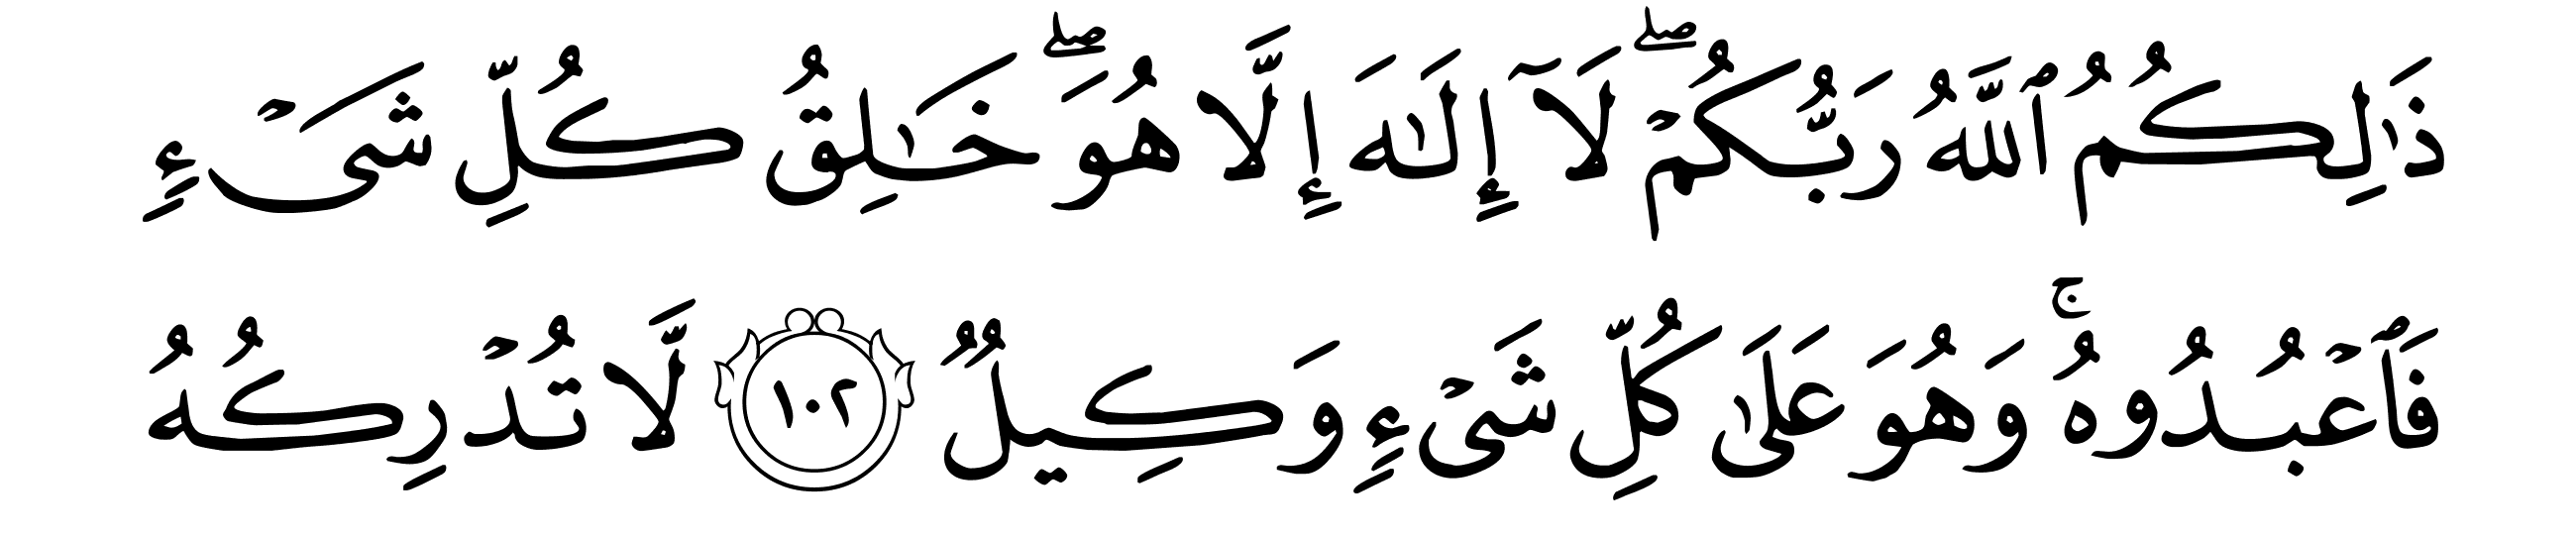 ذَٰلِكُمُ ٱللَّهُ رَبُّكُمۡۖ لَآ إِلَٰهَ إِلَّا هُوَۖ خَٰلِقُ كُلِّ شَيۡءٖ
فَٱعۡبُدُوهُۚ وَهُوَ عَلَىٰ كُلِّ شَيۡءٖ وَكِيلٞ ١٠٢ لَّا تُدۡرِكُهُ